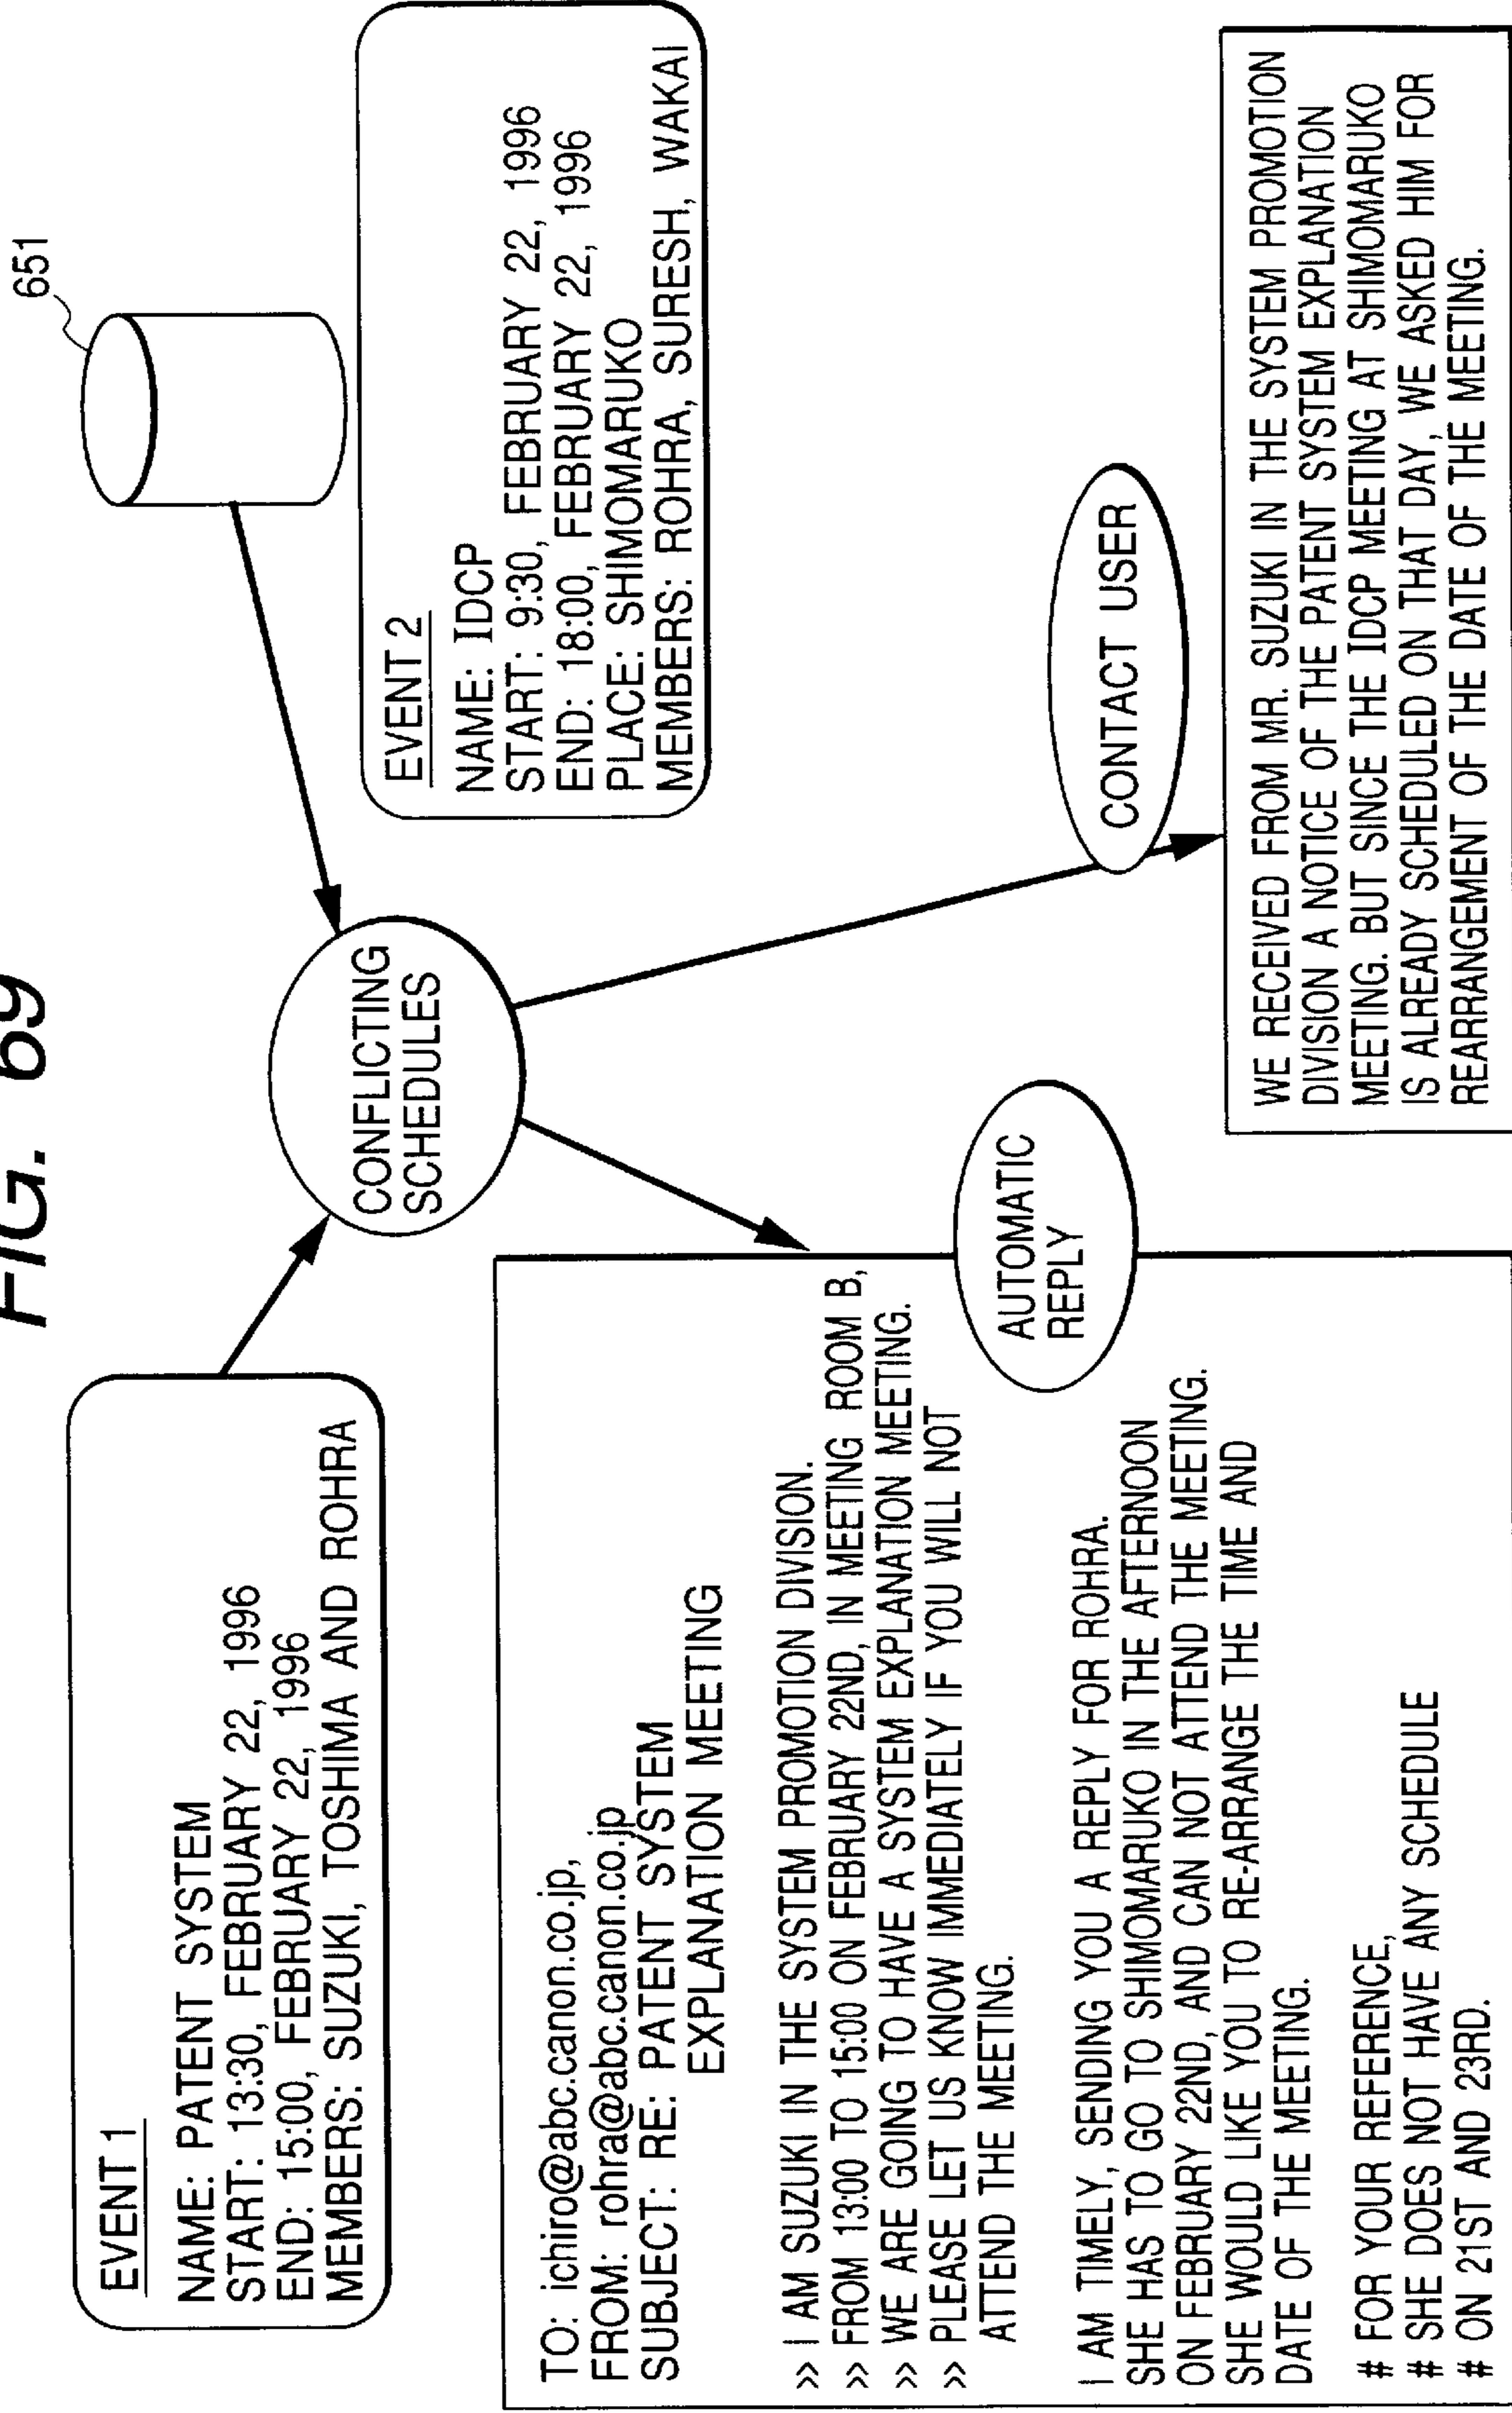 FIG. 69
651
EVENT 1
NAME: PATENT SYSTEM
START: 13:30, FEBRUARY 22, 1996
END: 15:00, FEBRUARY 22, 1996
MEMBERS: SUZUKI, TOSHIMA AND ROHRA
CONFLICTING
SCHEDULES
EVENT 2
NAME: IDCP
START: 9:30, FEBRUARY 22, 1996
END: 18:00, FEBRUARY 22, 1996
PLACE: SHIMOMARUKO
MEMBERS: ROHRA, SURESH, WAKAI
TO: ichiro@abc.canon.co.jp,
FROM: rohra@abc.canon.co.jp
SUBJECT: RE: PATENT SYSTEM
EXPLANATION MEETING
>> I AM SUZUKI IN THE SYSTEM PROMOTION DIVISION.
>> FROM 13:00 TO 15:00 ON FEBRUARY 22ND, IN MEETING ROOM B,
>> WE ARE GOING TO HAVE A SYSTEM EXPLANATION MEETING.
>> PLEASE LET US KNOW IMMEDIATELY IF YOU WILL NOT
ATTEND THE MEETING.
I AM TIMELY, SENDING YOU A REPLY FOR ROHRA.
SHE HAS TO GO TO SHIMOMARUKO IN THE AFTERNOON
ON FEBRUARY 22ND, AND CAN NOT ATTEND THE MEETING.
SHE WOULD LIKE YOU TO RE-ARRANGE THE TIME AND
DATE OF THE MEETING.
# FOR YOUR REFERENCE,
# SHE DOES NOT HAVE ANY SCHEDULE
# ON 21ST AND 23RD.
AUTOMATIC
REPLY
CONTACT USER
WE RECEIVED FROM MR. SUZUKI IN THE SYSTEM PROMOTION
DIVISION A NOTICE OF THE PATENT SYSTEM EXPLANATION
MEETING. BUT SINCE THE IDCP MEETING AT SHIMOMARUKO
IS ALREADY SCHEDULED ON THAT DAY, WE ASKED HIM FOR
REARRANGEMENT OF THE DATE OF THE MEETING.